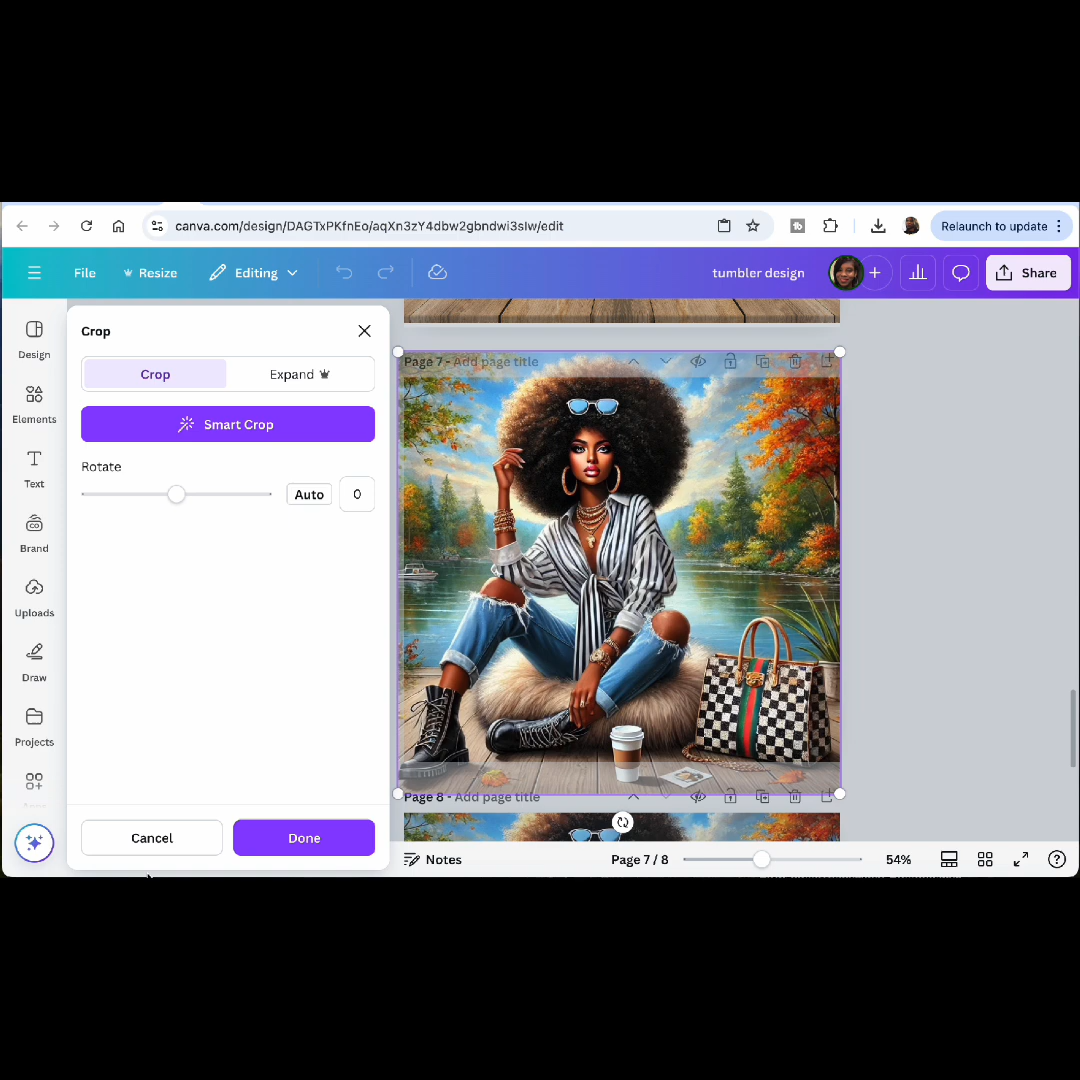 canva.com/design/DAGTxPKfnEo/aqXn3zY4dbw2gbndwi3sIw/edit
Relaunch to update
File
Resize
Editing
tumbler design
Share
Design
Elements
Text
Brand
Uploads
Draw
Projects
Crop
Crop
Expand
Smart Crop
Rotate
Auto
0
Cancel
Done
Page 7 - Add page title
Page 8 - Add page title
Notes
Page 7 / 8
54%